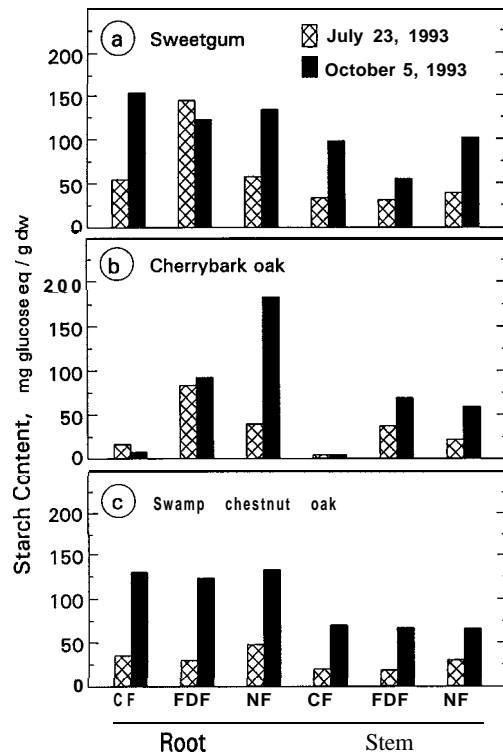 Starch Content, mg glucose eq / g dw
a Sweetgum
July 23, 1993
October 5, 1993
200
150
100
50
0
b Cherrybark oak
200
150
100
50
0
c Swamp chestnut oak
200
150
100
50
0
CF FDF NF CF FDF NF
Root Stem